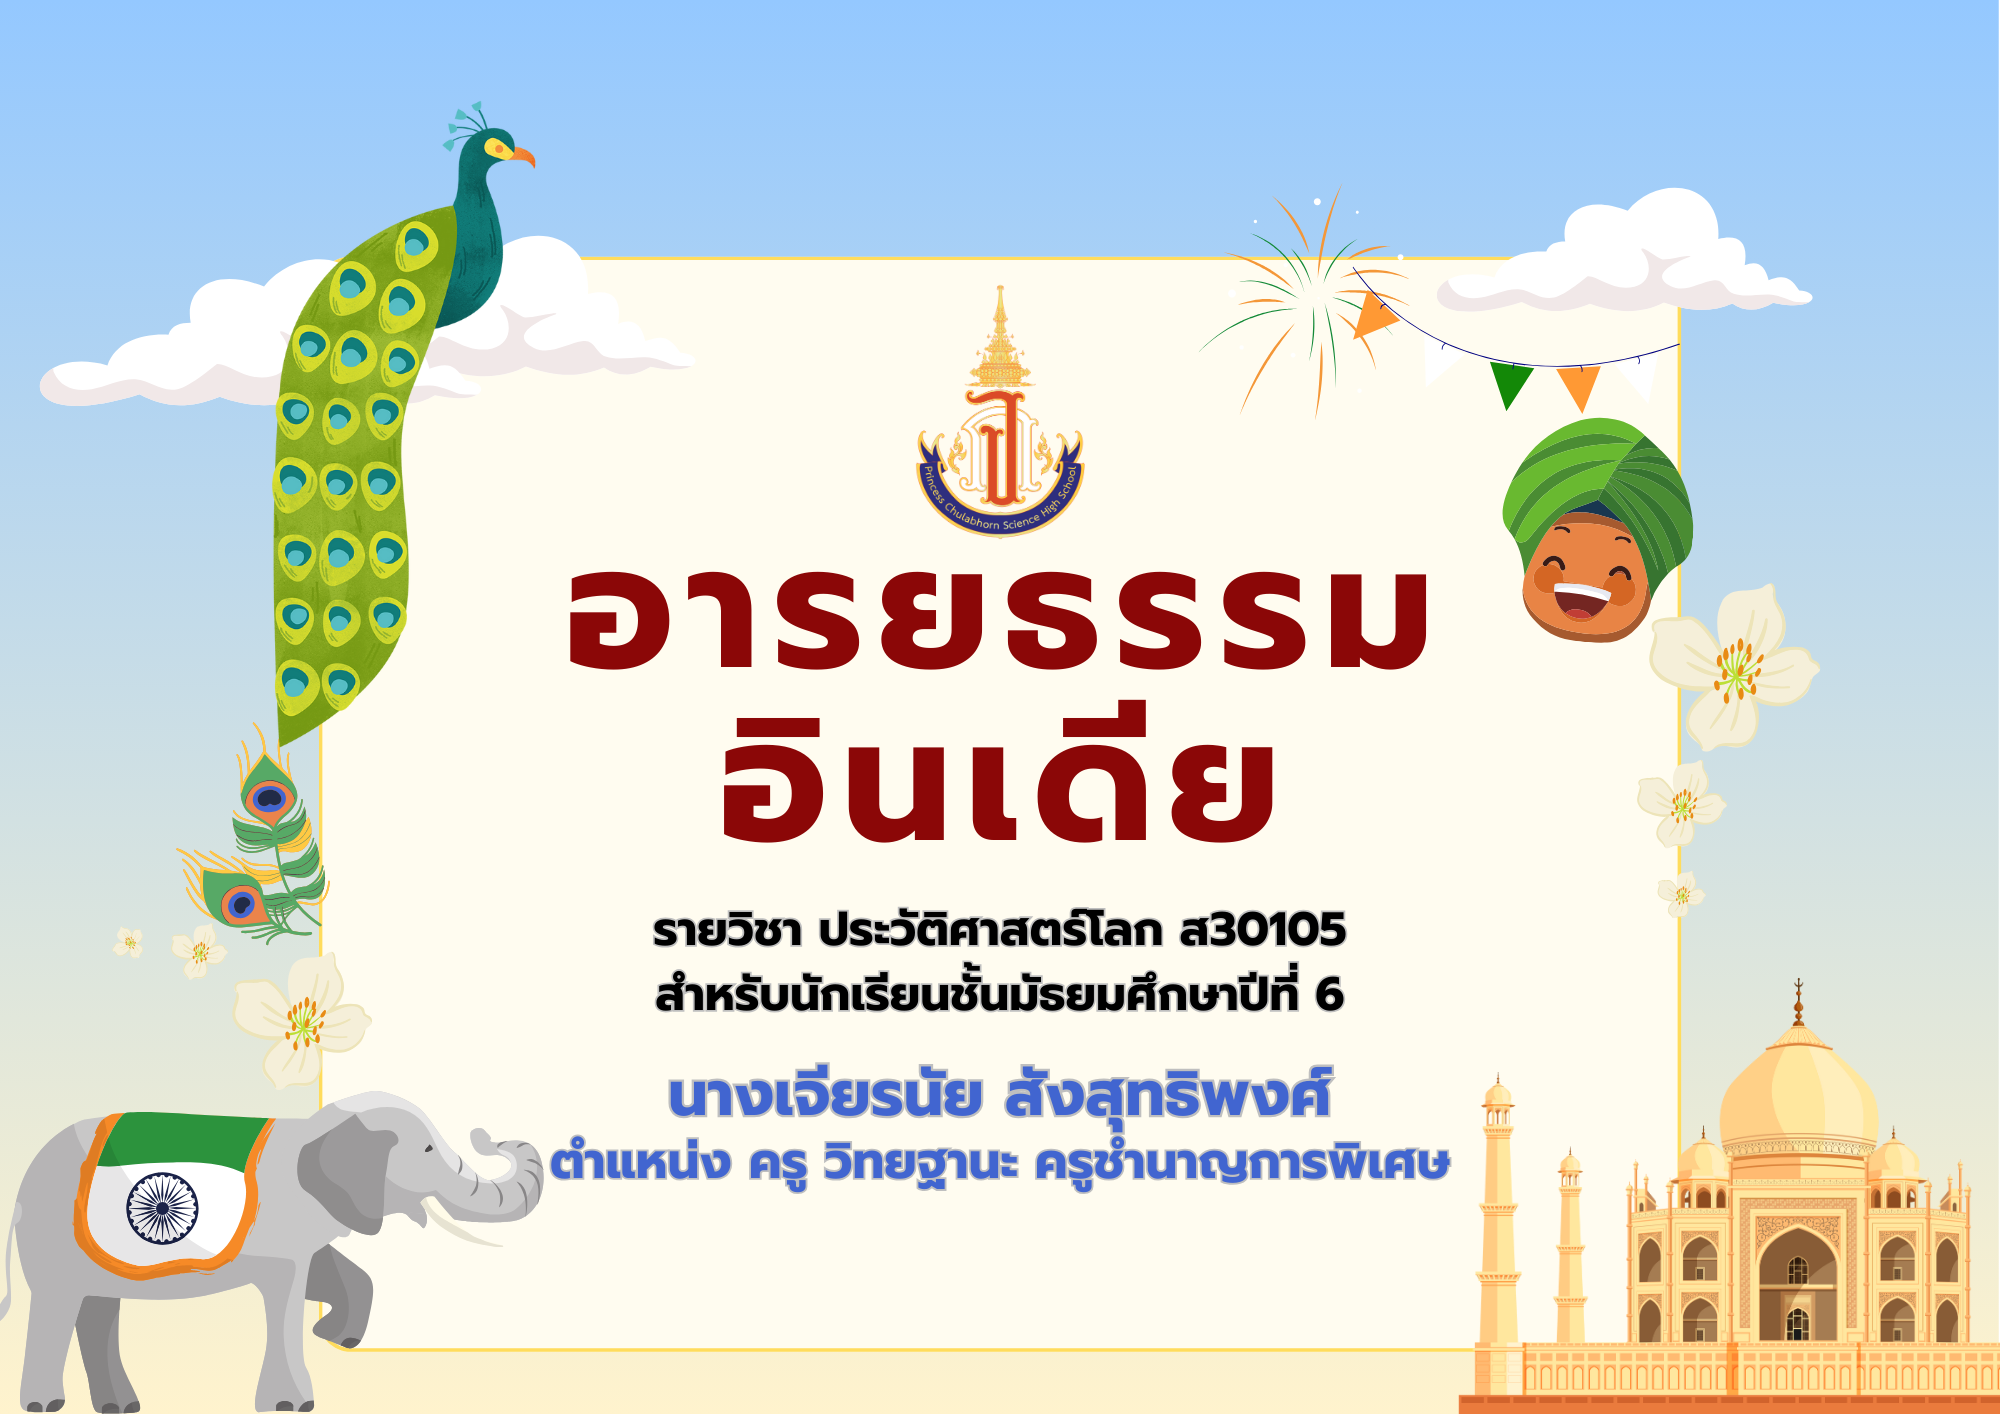 Princess Chulabhorn Science High School
อารยธรรม
อินเดีย
รายวิชา ประวัติศาสตร์โลก ส30105
สำหรับนักเรียนชั้นมัธยมศึกษาปีที่ 6
นางเจียรนัย สังสุทธิพงศ์
ตำแหน่ง ครู วิทยฐานะ ครูชำนาญการพิเศษ